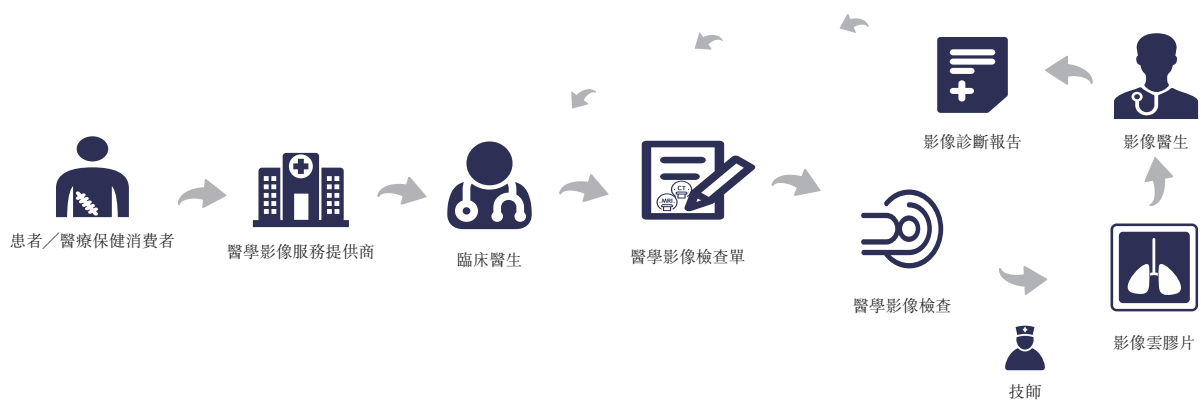 患者／醫療保健消費者
醫學影像服務提供商
臨床醫生
醫學影像檢查單
CT
MRI
醫學影像檢查
技師
影像雲膠片
影像醫生
影像診斷報告